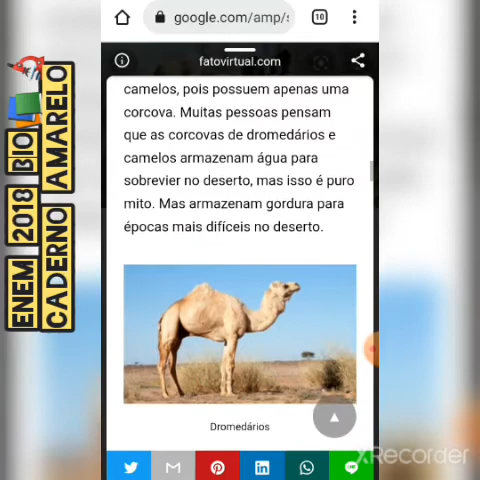 google.com/amp/s
10
fatovirtual.com
camelos, pois possuem apenas uma
corcova. Muitas pessoas pensam
que as corcovas de dromedários e
camelos armazenam água para
sobrevier no deserto, mas isso é puro
mito. Mas armazenam gordura para
épocas mais difíceis no deserto.
Dromedários
ENEM 2018 BIO
CADERNO AMARELO
XRecorder